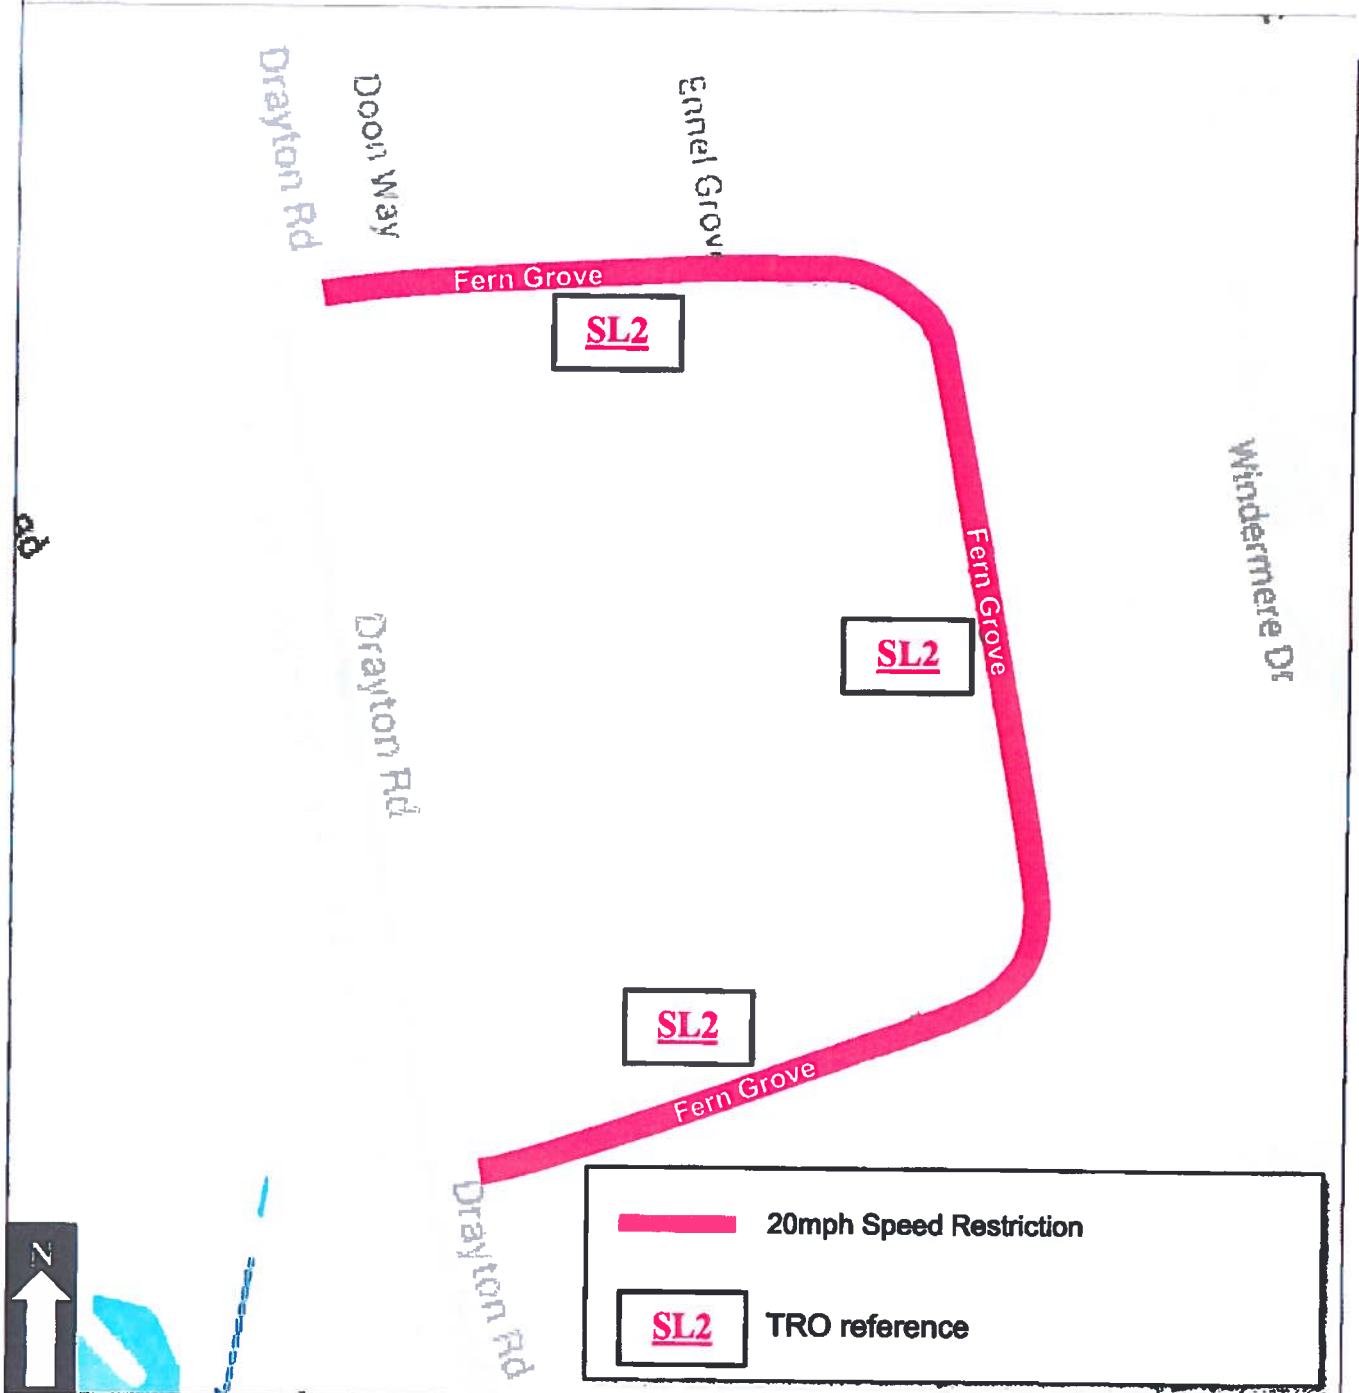 Drayton Rd
Doon Way
Ennel Grov
Fern Grove
SL2
Windermere Dr
Fern Grove
SL2
Drayton Rd
SL2
Fern Grove
Drayton Rd
N
20mph Speed Restriction
SL2 TRO reference